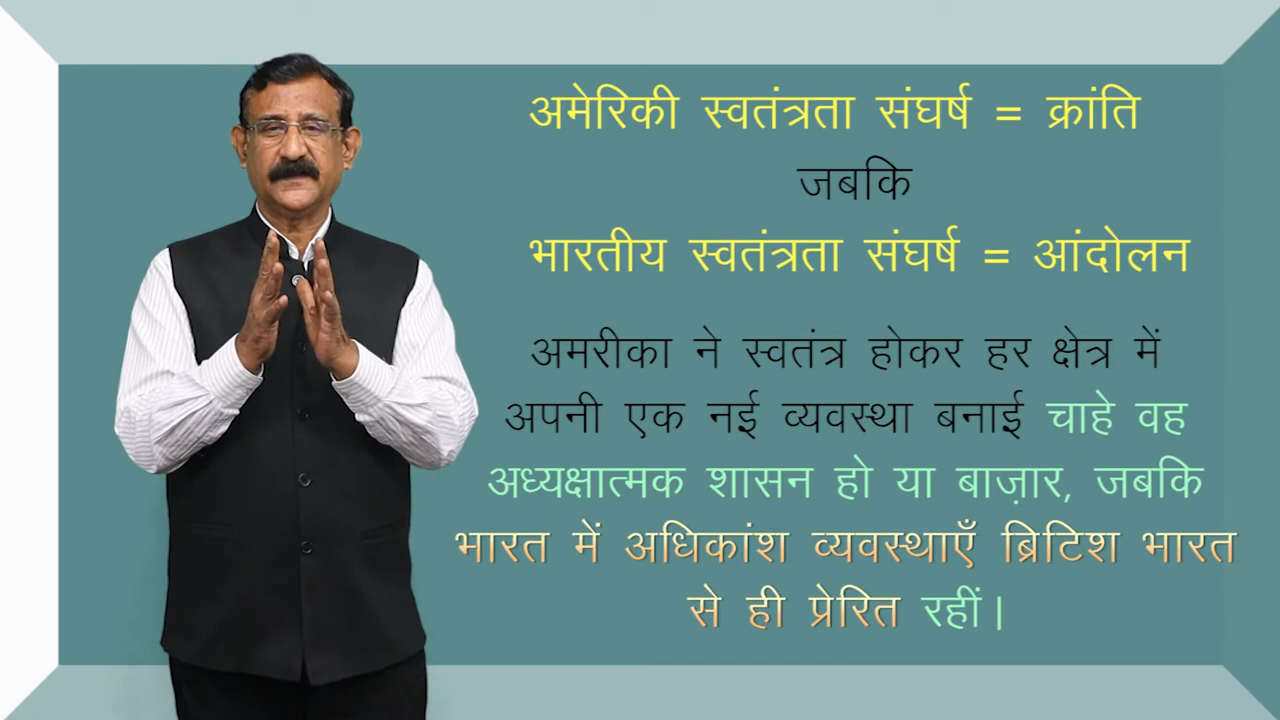 अमेरिकी स्वतंत्रता संघर्ष = क्रांति
जबकि
भारतीय स्वतंत्रता संघर्ष = आंदोलन
अमरीका ने स्वतंत्र होकर हर क्षेत्र में
अपनी एक नई व्यवस्था बनाई चाहे वह
अध्यक्षात्मक शासन हो या बाज़ार, जबकि
भारत में अधिकांश व्यवस्थाएँ ब्रिटिश भारत
से ही प्रेरित रहीं।